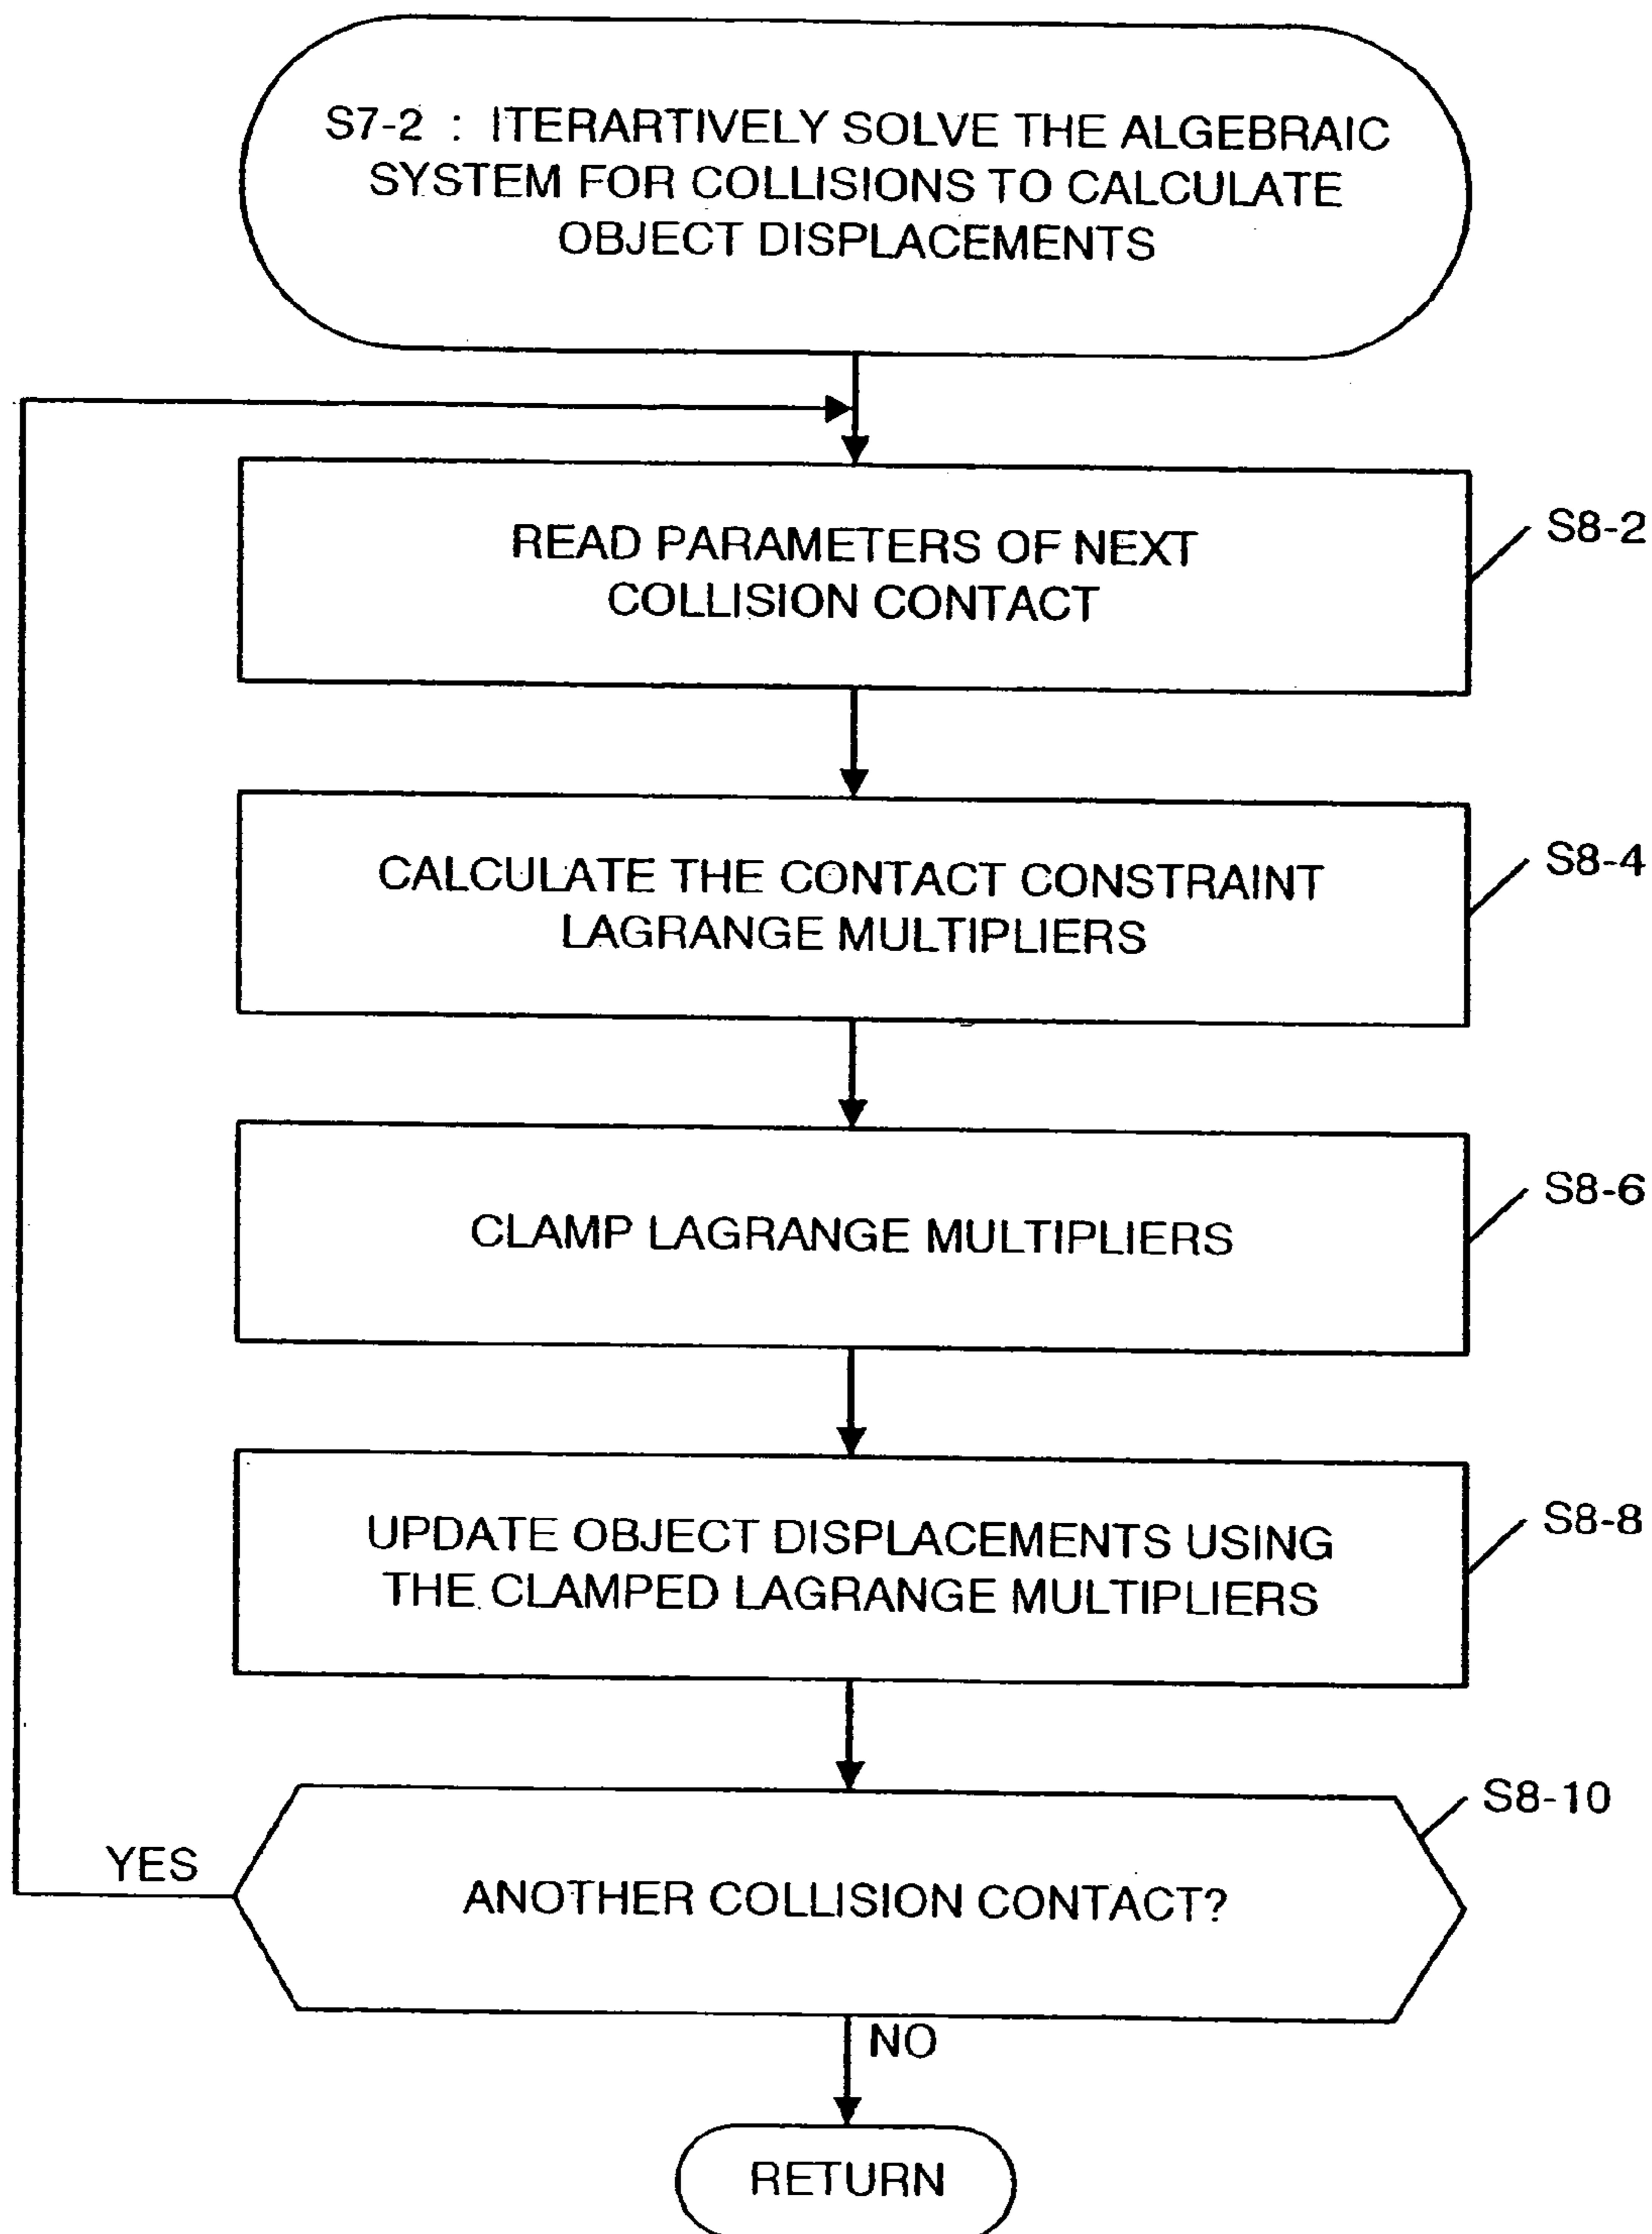 S7-2 : ITERARTIVELY SOLVE THE ALGEBRAIC
SYSTEM FOR COLLISIONS TO CALCULATE
OBJECT DISPLACEMENTS
READ PARAMETERS OF NEXT
COLLISION CONTACT
S8-2
CALCULATE THE CONTACT CONSTRAINT
LAGRANGE MULTIPLIERS
S8-4
CLAMP LAGRANGE MULTIPLIERS
S8-6
UPDATE OBJECT DISPLACEMENTS USING
THE CLAMPED LAGRANGE MULTIPLIERS
S8-8
S8-10
YES
ANOTHER COLLISION CONTACT?
NO
RETURN